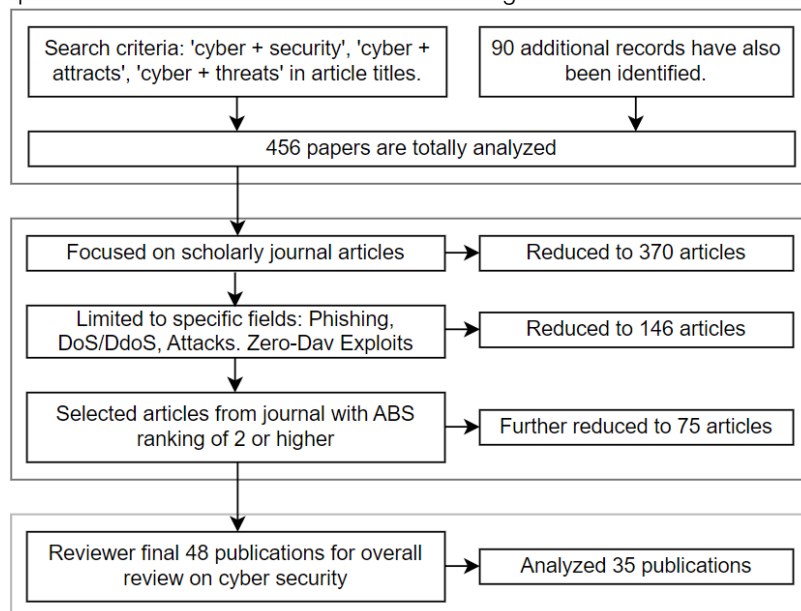 Search criteria: 'cyber + security', 'cyber +
attracts', 'cyber + threats' in article titles.
90 additional records have also
been identified.
456 papers are totally analyzed
Focused on scholarly journal articles
Reduced to 370 articles
Limited to specific fields: Phishing,
DoS/DdoS, Attacks. Zero-Dav Exploits
Reduced to 146 articles
Selected articles from journal with ABS
ranking of 2 or higher
Further reduced to 75 articles
Reviewer final 48 publications for overall
review on cyber security
Analyzed 35 publications